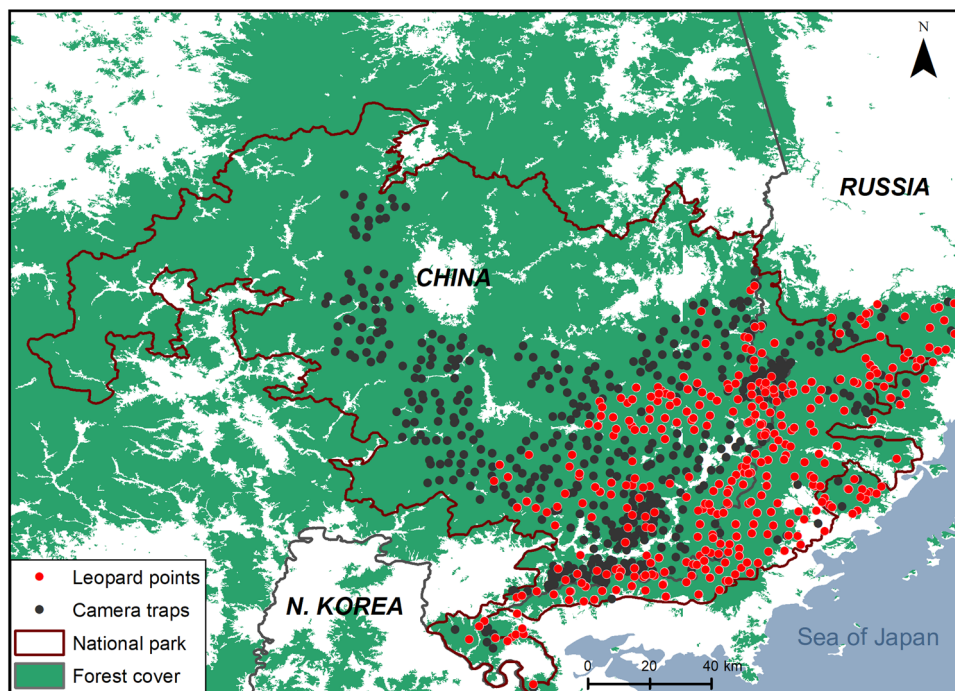 N
RUSSIA
CHINA
Leopard points
Camera traps
National park
Forest cover
N. KOREA
Sea of Japan
0 20 40 km